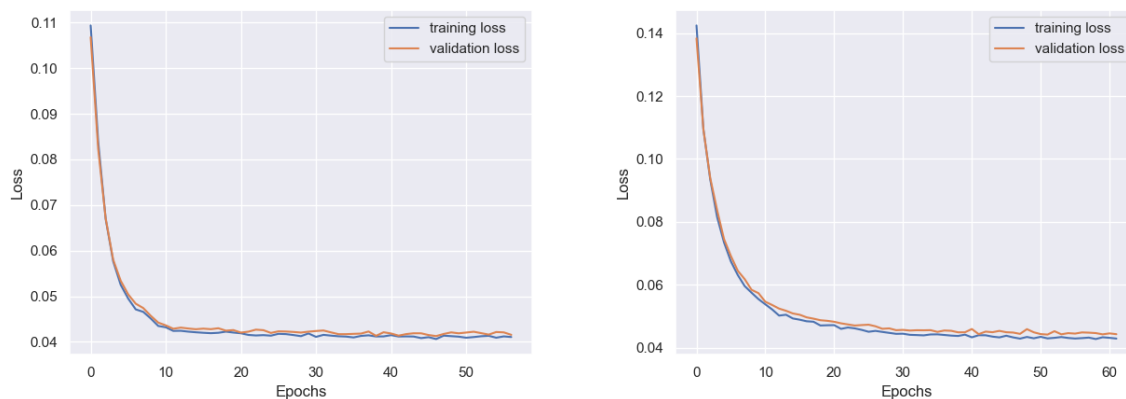 0.11
training loss
validation loss
0.10
0.09
0.08
Loss
0.07
0.06
0.05
0.04
0 10 20 30 40 50
Epochs
training loss
validation loss
0.14
0.12
0.10
Loss
0.08
0.06
0.04
0 10 20 30 40 50 60
Epochs